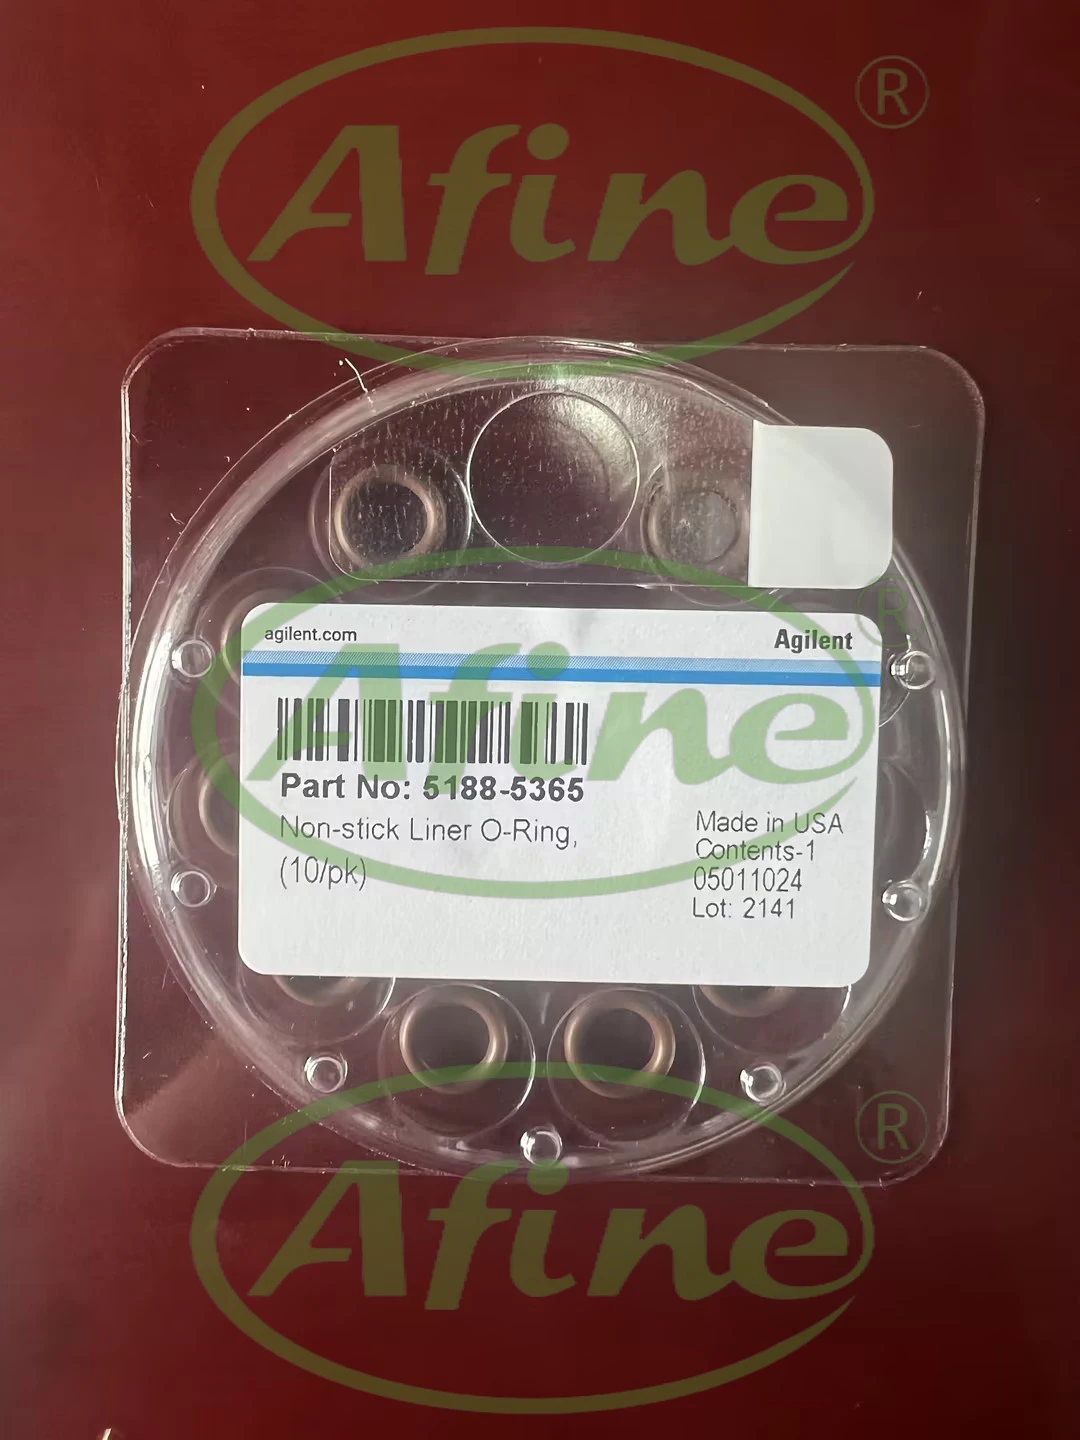 Afine ®
agilent.com
Agilent
Afine ®
Part No: 5188-5365
Non-stick Liner O-Ring,
(10/pk)
Made in USA
Contents-1
05011024
Lot: 2141
Afine ®